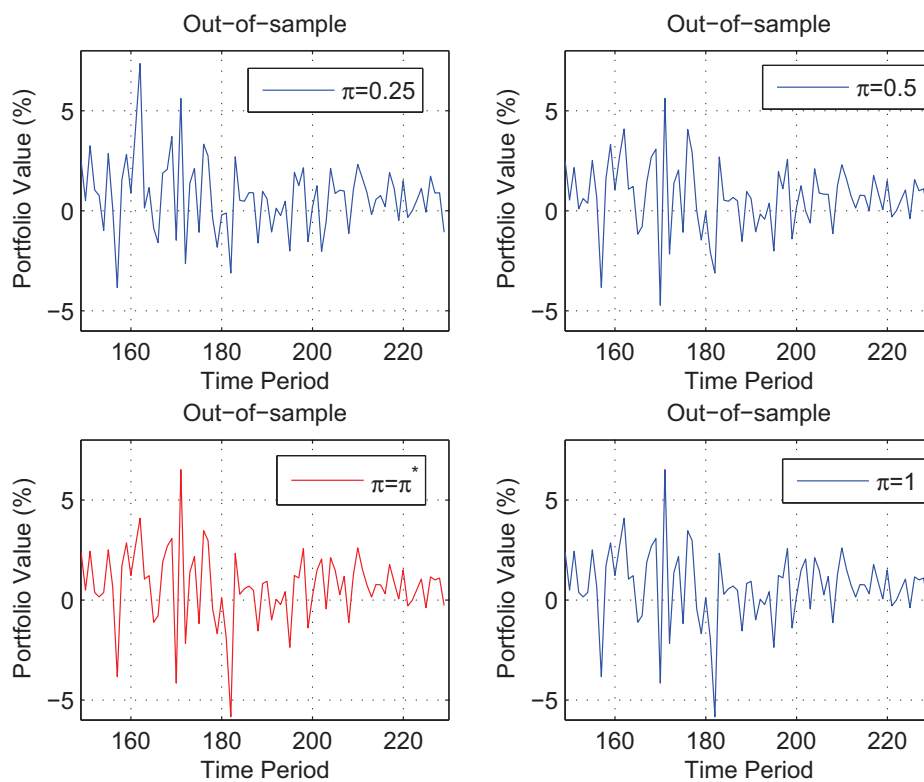 Out−of−sample
π=0.25
Portfolio Value (%)
5
0
−5
160 180 200 220
Time Period
Out−of−sample
π=0.5
Portfolio Value (%)
5
0
−5
160 180 200 220
Time Period
Out−of−sample
π=π*
Portfolio Value (%)
5
0
−5
160 180 200 220
Time Period
Out−of−sample
π=1
Portfolio Value (%)
5
0
−5
160 180 200 220
Time Period